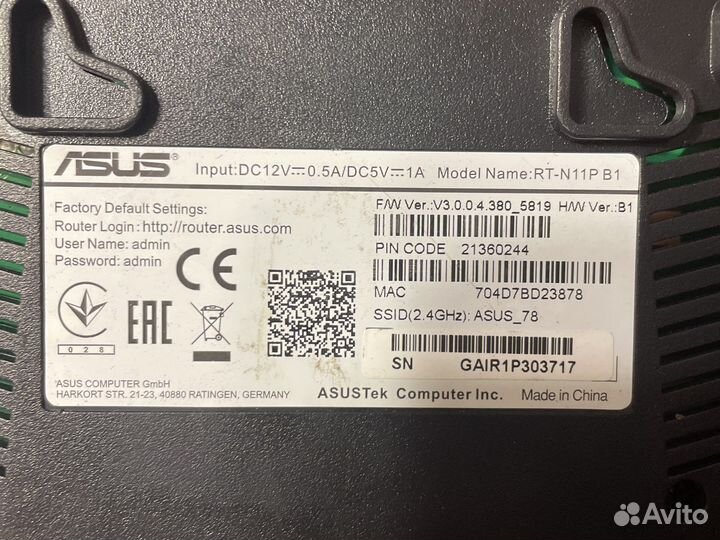 ASUS® Input:DC12V⎓0.5A/DC5V⎓1A Model Name:RT-N11P B1
Factory Default Settings:
Router Login:http://router.asus.com
User Name: admin
Password: admin
F/W Ver.:V3.0.0.4.380_5819 H/W Ver.:B1
PIN CODE 21360244
MAC 704D7BD23878
SSID(2.4GHz): ASUS_78
SN GAIR1P303717
CE
EAC
028
ASUS COMPUTER GmbH
HARKORT STR. 21-23, 40880 RATINGEN, GERMANY
ASUSTek Computer Inc. Made in China
Avito